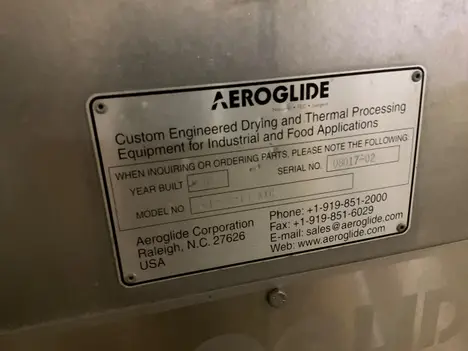 AEROGLIDE
Custom Engineered Drying and Thermal Processing
Equipment for Industrial and Food Applications
WHEN INQUIRING OR ORDERING PARTS, PLEASE NOTE THE FOLLOWING:
YEAR BUILT SERIAL NO. 08017-02
MODEL NO
Aeroglide Corporation
Raleigh, N.C. 27626
USA
Phone: +1-919-851-2000
Fax: +1-919-851-6029
E-mail: sales@aeroglide.com
Web: www.aeroglide.com